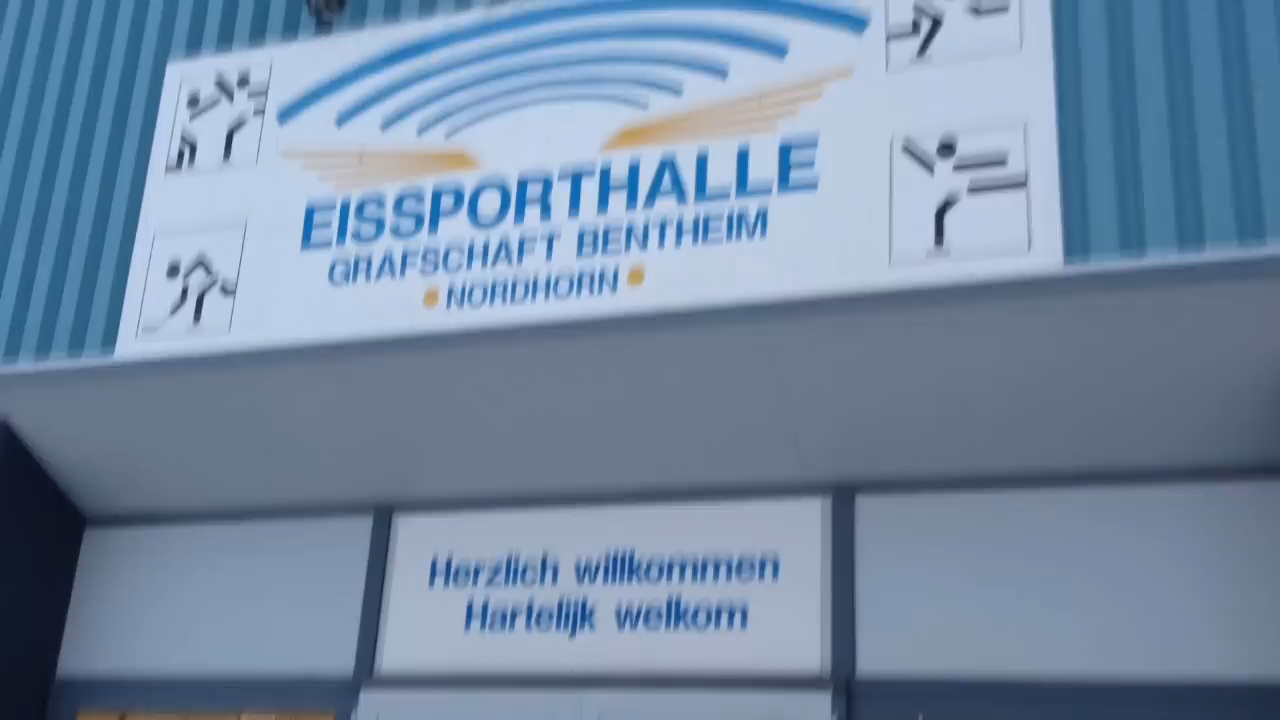 EISSPORTHALLE
GRAFSCHAFT BENTHEIM
NORDHORN
Herzlich willkommen
Hartelijk welkom